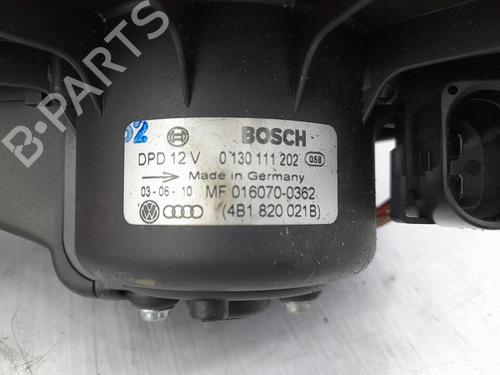 02
BOSCH
DPD 12 V 0 130 111 202 058
Made in Germany
03-06-10 MF 016070-0362
(4B1 820 021B)
B-PARTS